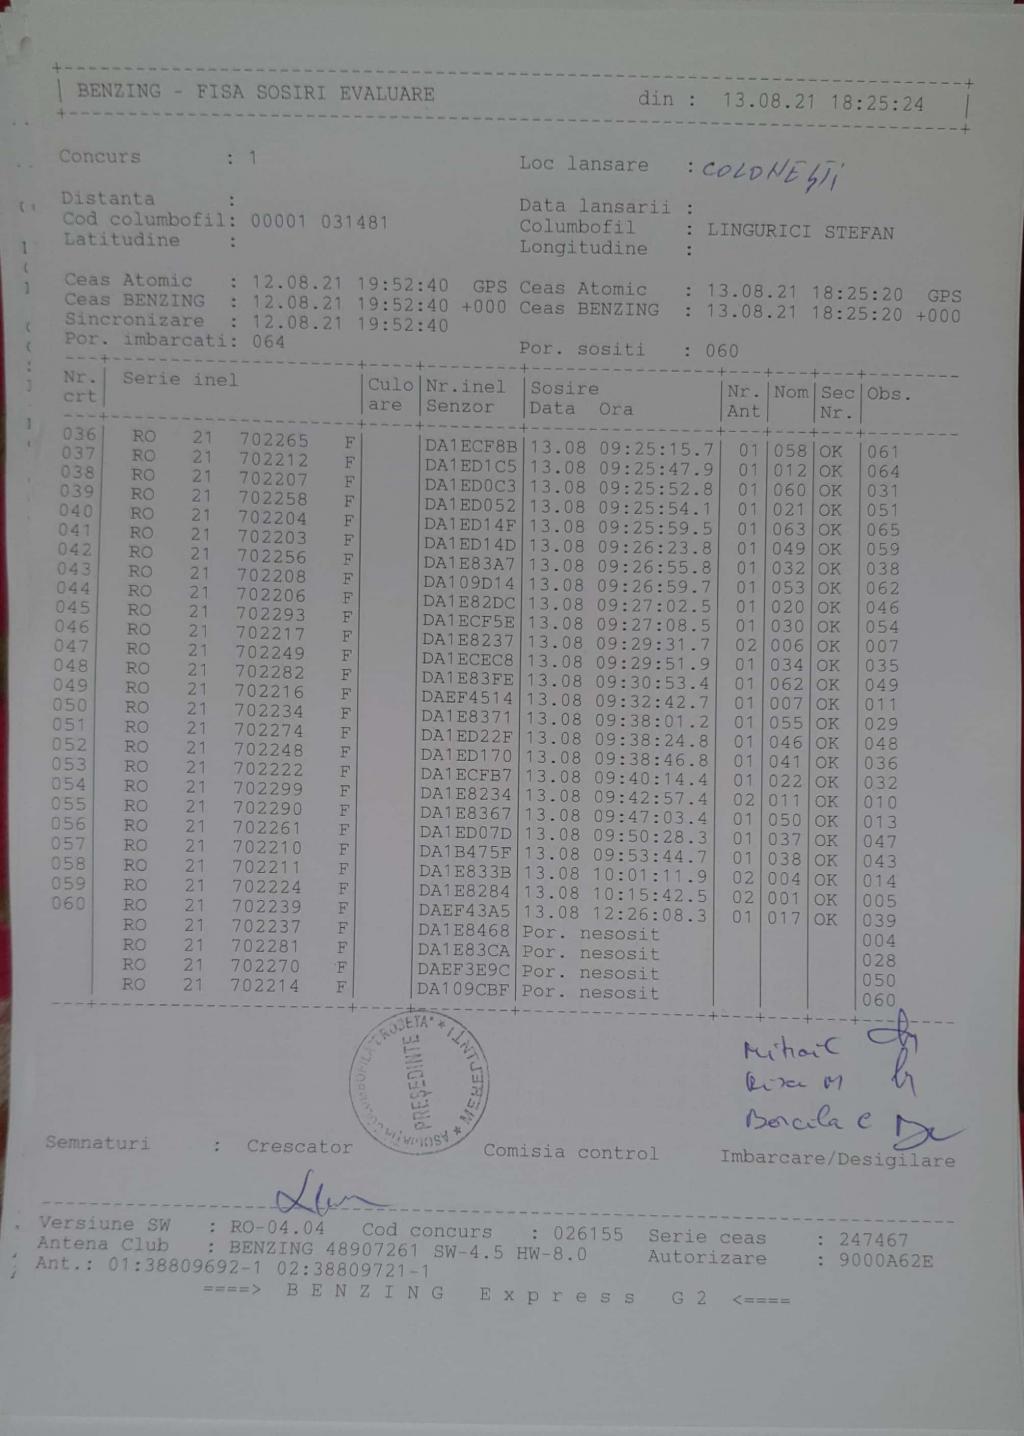 BENZING - FISA SOSIRI EVALUARE din : 13.08.21 18:25:24
Concurs : 1 Loc lansare : COLONEȘTI
Distanta : Data lansarii :
Cod columbofil: 00001 031481 Columbofil : LINGURICI STEFAN
Latitudine : Longitudine :
Ceas Atomic : 12.08.21 19:52:40 GPS Ceas Atomic : 13.08.21 18:25:20 GPS
Ceas BENZING : 12.08.21 19:52:40 +000 Ceas BENZING : 13.08.21 18:25:20 +000
Sincronizare : 12.08.21 19:52:40
Por. imbarcati: 064 Por. sositi : 060
Nr. Serie inel Culo Nr.inel Sosire Nr. Nom Sec Obs.
crt are Senzor Data Ora Ant Nr.
036 RO 21 702265 F DA1ECF8B 13.08 09:25:15.7 01 058 OK 061
037 RO 21 702212 F DA1ED1C5 13.08 09:25:47.9 01 012 OK 064
038 RO 21 702207 F DA1ED0C3 13.08 09:25:52.8 01 060 OK 031
039 RO 21 702258 F DA1ED052 13.08 09:25:54.1 01 021 OK 051
040 RO 21 702204 F DA1ED14F 13.08 09:25:59.5 01 063 OK 065
041 RO 21 702203 F DA1ED14D 13.08 09:26:23.8 01 049 OK 059
042 RO 21 702256 F DA1E83A7 13.08 09:26:55.8 01 032 OK 038
043 RO 21 702208 F DA109D14 13.08 09:26:59.7 01 053 OK 062
044 RO 21 702206 F DA1E82DC 13.08 09:27:02.5 01 020 OK 046
045 RO 21 702293 F DA1ECF5E 13.08 09:27:08.5 01 030 OK 054
046 RO 21 702217 F DA1E8237 13.08 09:29:31.7 02 006 OK 007
047 RO 21 702249 F DA1ECEC8 13.08 09:29:51.9 01 034 OK 035
048 RO 21 702282 F DA1E83FE 13.08 09:30:53.4 01 062 OK 049
049 RO 21 702216 F DAEF4514 13.08 09:32:42.7 01 007 OK 011
050 RO 21 702234 F DA1E8371 13.08 09:38:01.2 01 055 OK 029
051 RO 21 702274 F DA1ED22F 13.08 09:38:24.8 01 046 OK 048
052 RO 21 702248 F DA1ED170 13.08 09:38:46.8 01 041 OK 036
053 RO 21 702222 F DA1ECFB7 13.08 09:40:14.4 01 022 OK 032
054 RO 21 702299 F DA1E8234 13.08 09:42:57.4 02 011 OK 010
055 RO 21 702290 F DA1E8367 13.08 09:47:03.4 01 050 OK 013
056 RO 21 702261 F DA1ED07D 13.08 09:50:28.3 01 037 OK 047
057 RO 21 702210 F DA1B475F 13.08 09:53:44.7 01 038 OK 043
058 RO 21 702211 F DA1E833B 13.08 10:01:11.9 02 004 OK 014
059 RO 21 702224 F DA1E8284 13.08 10:15:42.5 02 001 OK 005
060 RO 21 702239 F DAEF43A5 13.08 12:26:08.3 01 017 OK 039
RO 21 702237 F DA1E8468 Por. nesosit 004
RO 21 702281 F DA1E83CA Por. nesosit 028
RO 21 702270 F DAEF3E9C Por. nesosit 050
RO 21 702214 F DA109CBF Por. nesosit 060
PREȘEDINTE
Mihail
Borcila C
Semnaturi : Crescator Comisia control Imbarcare/Desigilare
Versiune SW : RO-04.04 Cod concurs : 026155 Serie ceas : 247467
Antena Club : BENZING 48907261 SW-4.5 HW-8.0 Autorizare : 9000A62E
Ant.: 01:38809692-1 02:38809721-1
====> B E N Z I N G E x p r e s s G 2 <====